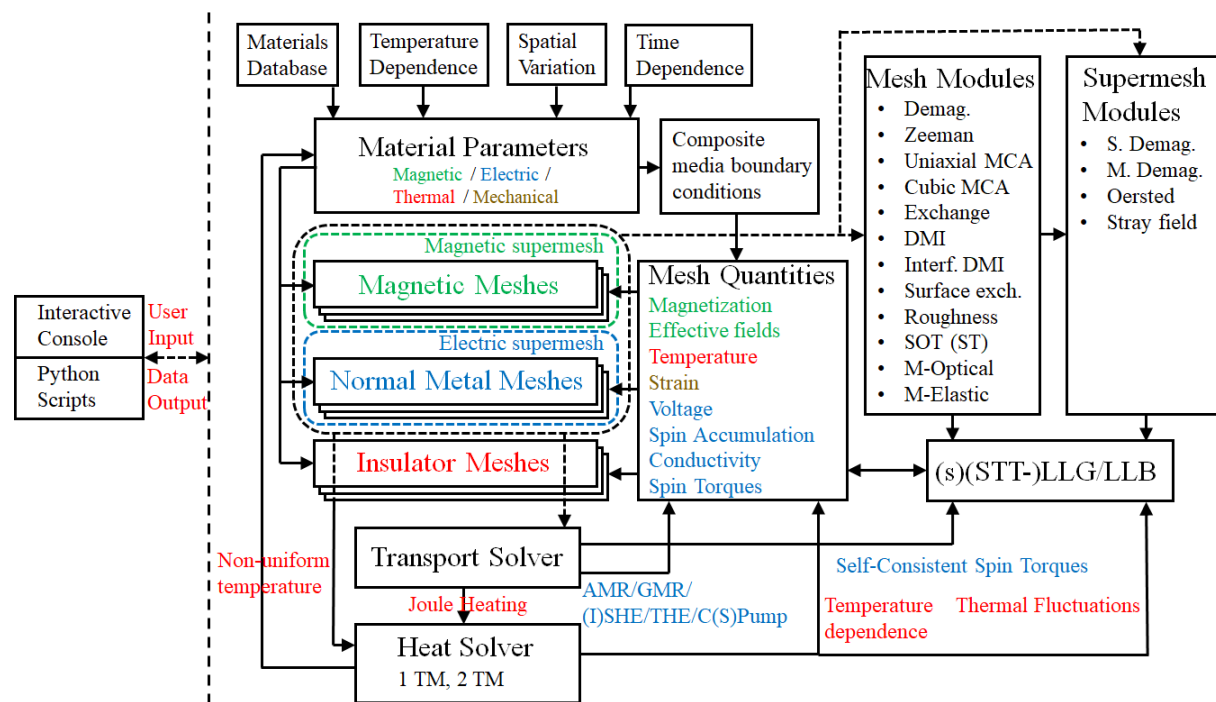 Materials
Database
Temperature
Dependence
Spatial
Variation
Time
Dependence
Material Parameters
Magnetic / Electric /
Thermal / Mechanical
Composite
media boundary
conditions
Mesh Modules
• Demag.
• Zeeman
• Uniaxial MCA
• Cubic MCA
• Exchange
• DMI
• Interf. DMI
• Surface exch.
• Roughness
• SOT (ST)
• M-Optical
• M-Elastic
Supermesh
Modules
• S. Demag.
• M. Demag.
• Oersted
• Stray field
Magnetic supermesh
Magnetic Meshes
Electric supermesh
Normal Metal Meshes
Insulator Meshes
Mesh Quantities
Magnetization
Effective fields
Temperature
Strain
Voltage
Spin Accumulation
Conductivity
Spin Torques
Interactive
Console
Python
Scripts
User
Input
Data
Output
(s)(STT-)LLG/LLB
Transport Solver
Non-uniform
temperature
Joule Heating
AMR/GMR/
(I)SHE/THE/C(S)Pump
Self-Consistent Spin Torques
Temperature
dependence
Thermal Fluctuations
Heat Solver
1 TM, 2 TM